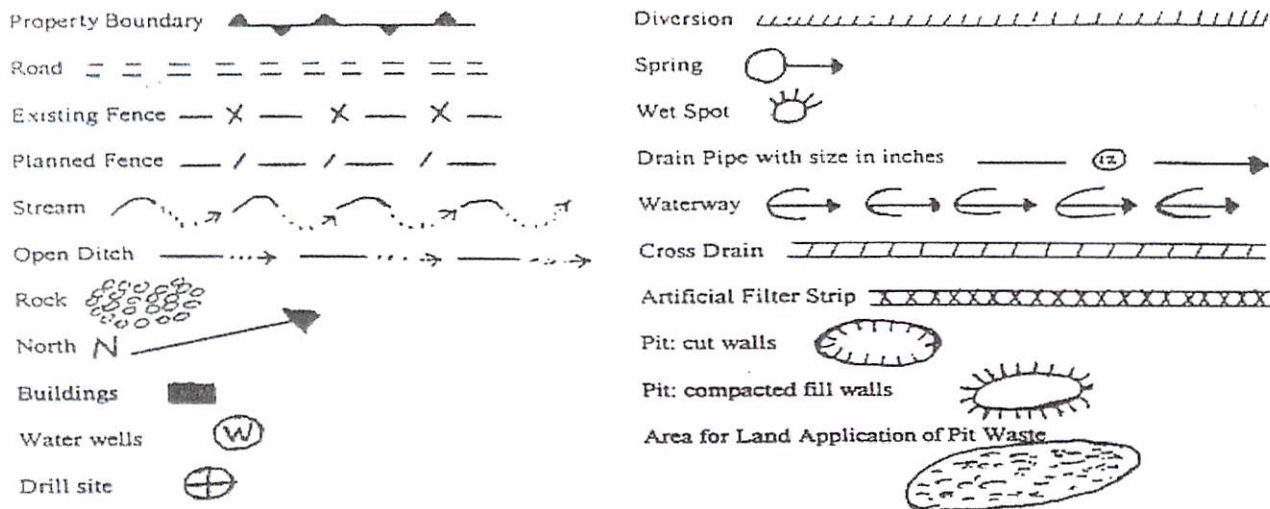 Property Boundary
Road
Existing Fence
Planned Fence
Stream
Open Ditch
Rock
North N
Buildings
Water wells W
Drill site
Diversion
Spring
Wet Spot
Drain Pipe with size in inches 12
Waterway
Cross Drain
Artificial Filter Strip
Pit: cut walls
Pit: compacted fill walls
Area for Land Application of Pit Waste